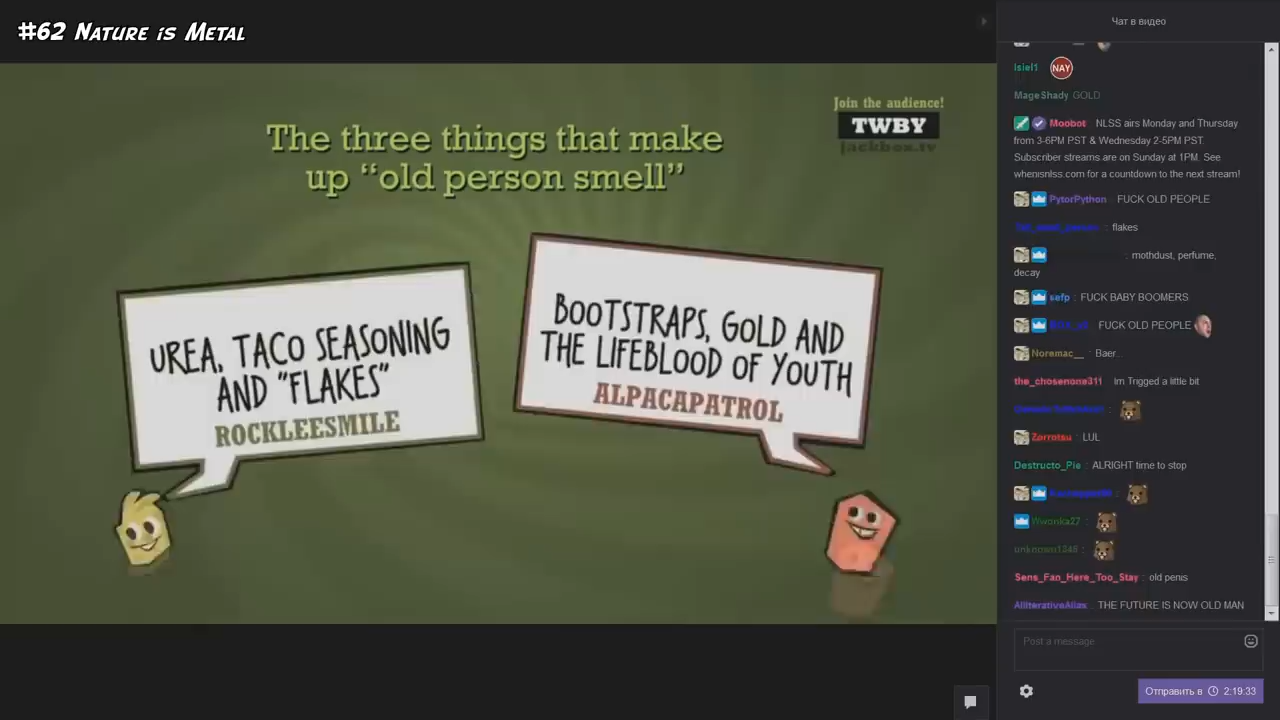 #62 Nature is Metal
Чат в видео
Join the audience!
TWBY
jackbox.tv
The three things that make
up “old person smell”
UREA, TACO SEASONING
AND "FLAKES"
ROCKLEESMILE
BOOTSTRAPS, GOLD AND
THE LIFEBLOOD OF YOUTH
ALPACAPATROL
NAY
MageShady GOLD
Moobot: NLSS airs Monday and Thursday
from 3-6PM PST & Wednesday 2-5PM PST.
Subscriber streams are on Sunday at 1PM. See
whenisnlss.com for a countdown to the next stream!
PytorPython FUCK OLD PEOPLE
: flakes
: mothdust, perfume,
decay
sefp : FUCK BABY BOOMERS
FUCK OLD PEOPLE
Noremac__ : Baer..
the_chosenone311 Im Trigged a little bit
Zorrotsu : LUL
Destructo_Pie: ALRIGHT time to stop
Wwonka27 :
Sens_Fan_Here_Too_Stay : old penis
AlliterativeAlias: THE FUTURE IS NOW OLD MAN
Post a message
Отправить в 2:19:33